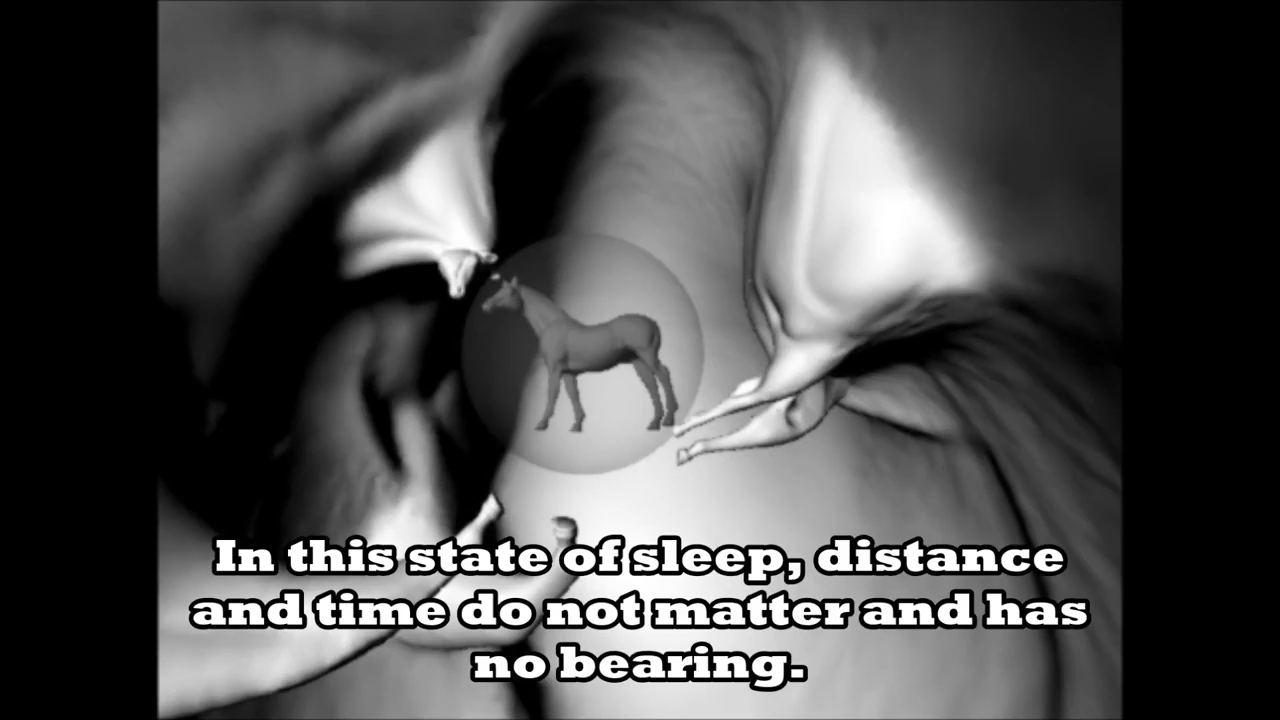 In this state of sleep, distance
and time do not matter and has
no bearing.